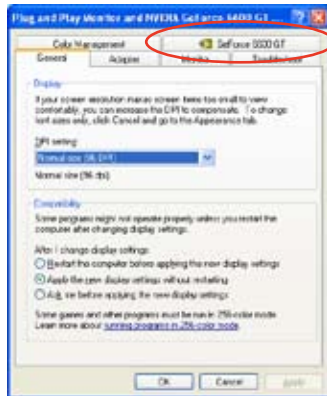 Plug and Play Monitor and NVIDIA GeForce 6600 GT ...
Color Management
GeForce 6600 GT
General
Adapter
Monitor
Troubleshoot
Display
If your screen resolution makes screen items too small to view
comfortably, you can increase the DPI to compensate. To change
font sizes only, click Cancel and go to the Appearance tab.
DPI setting:
Normal size (96 DPI)
Normal size (96 dpi)
Compatibility
Some programs might not operate properly unless you restart the
computer after changing display settings.
After I change display settings:
Restart the computer before applying the new display settings
Apply the new display settings without restarting
Ask me before applying the new display settings
Some games and other programs must be run in 256-color mode.
Learn more about running programs in 256-color mode.
OK
Cancel
Apply